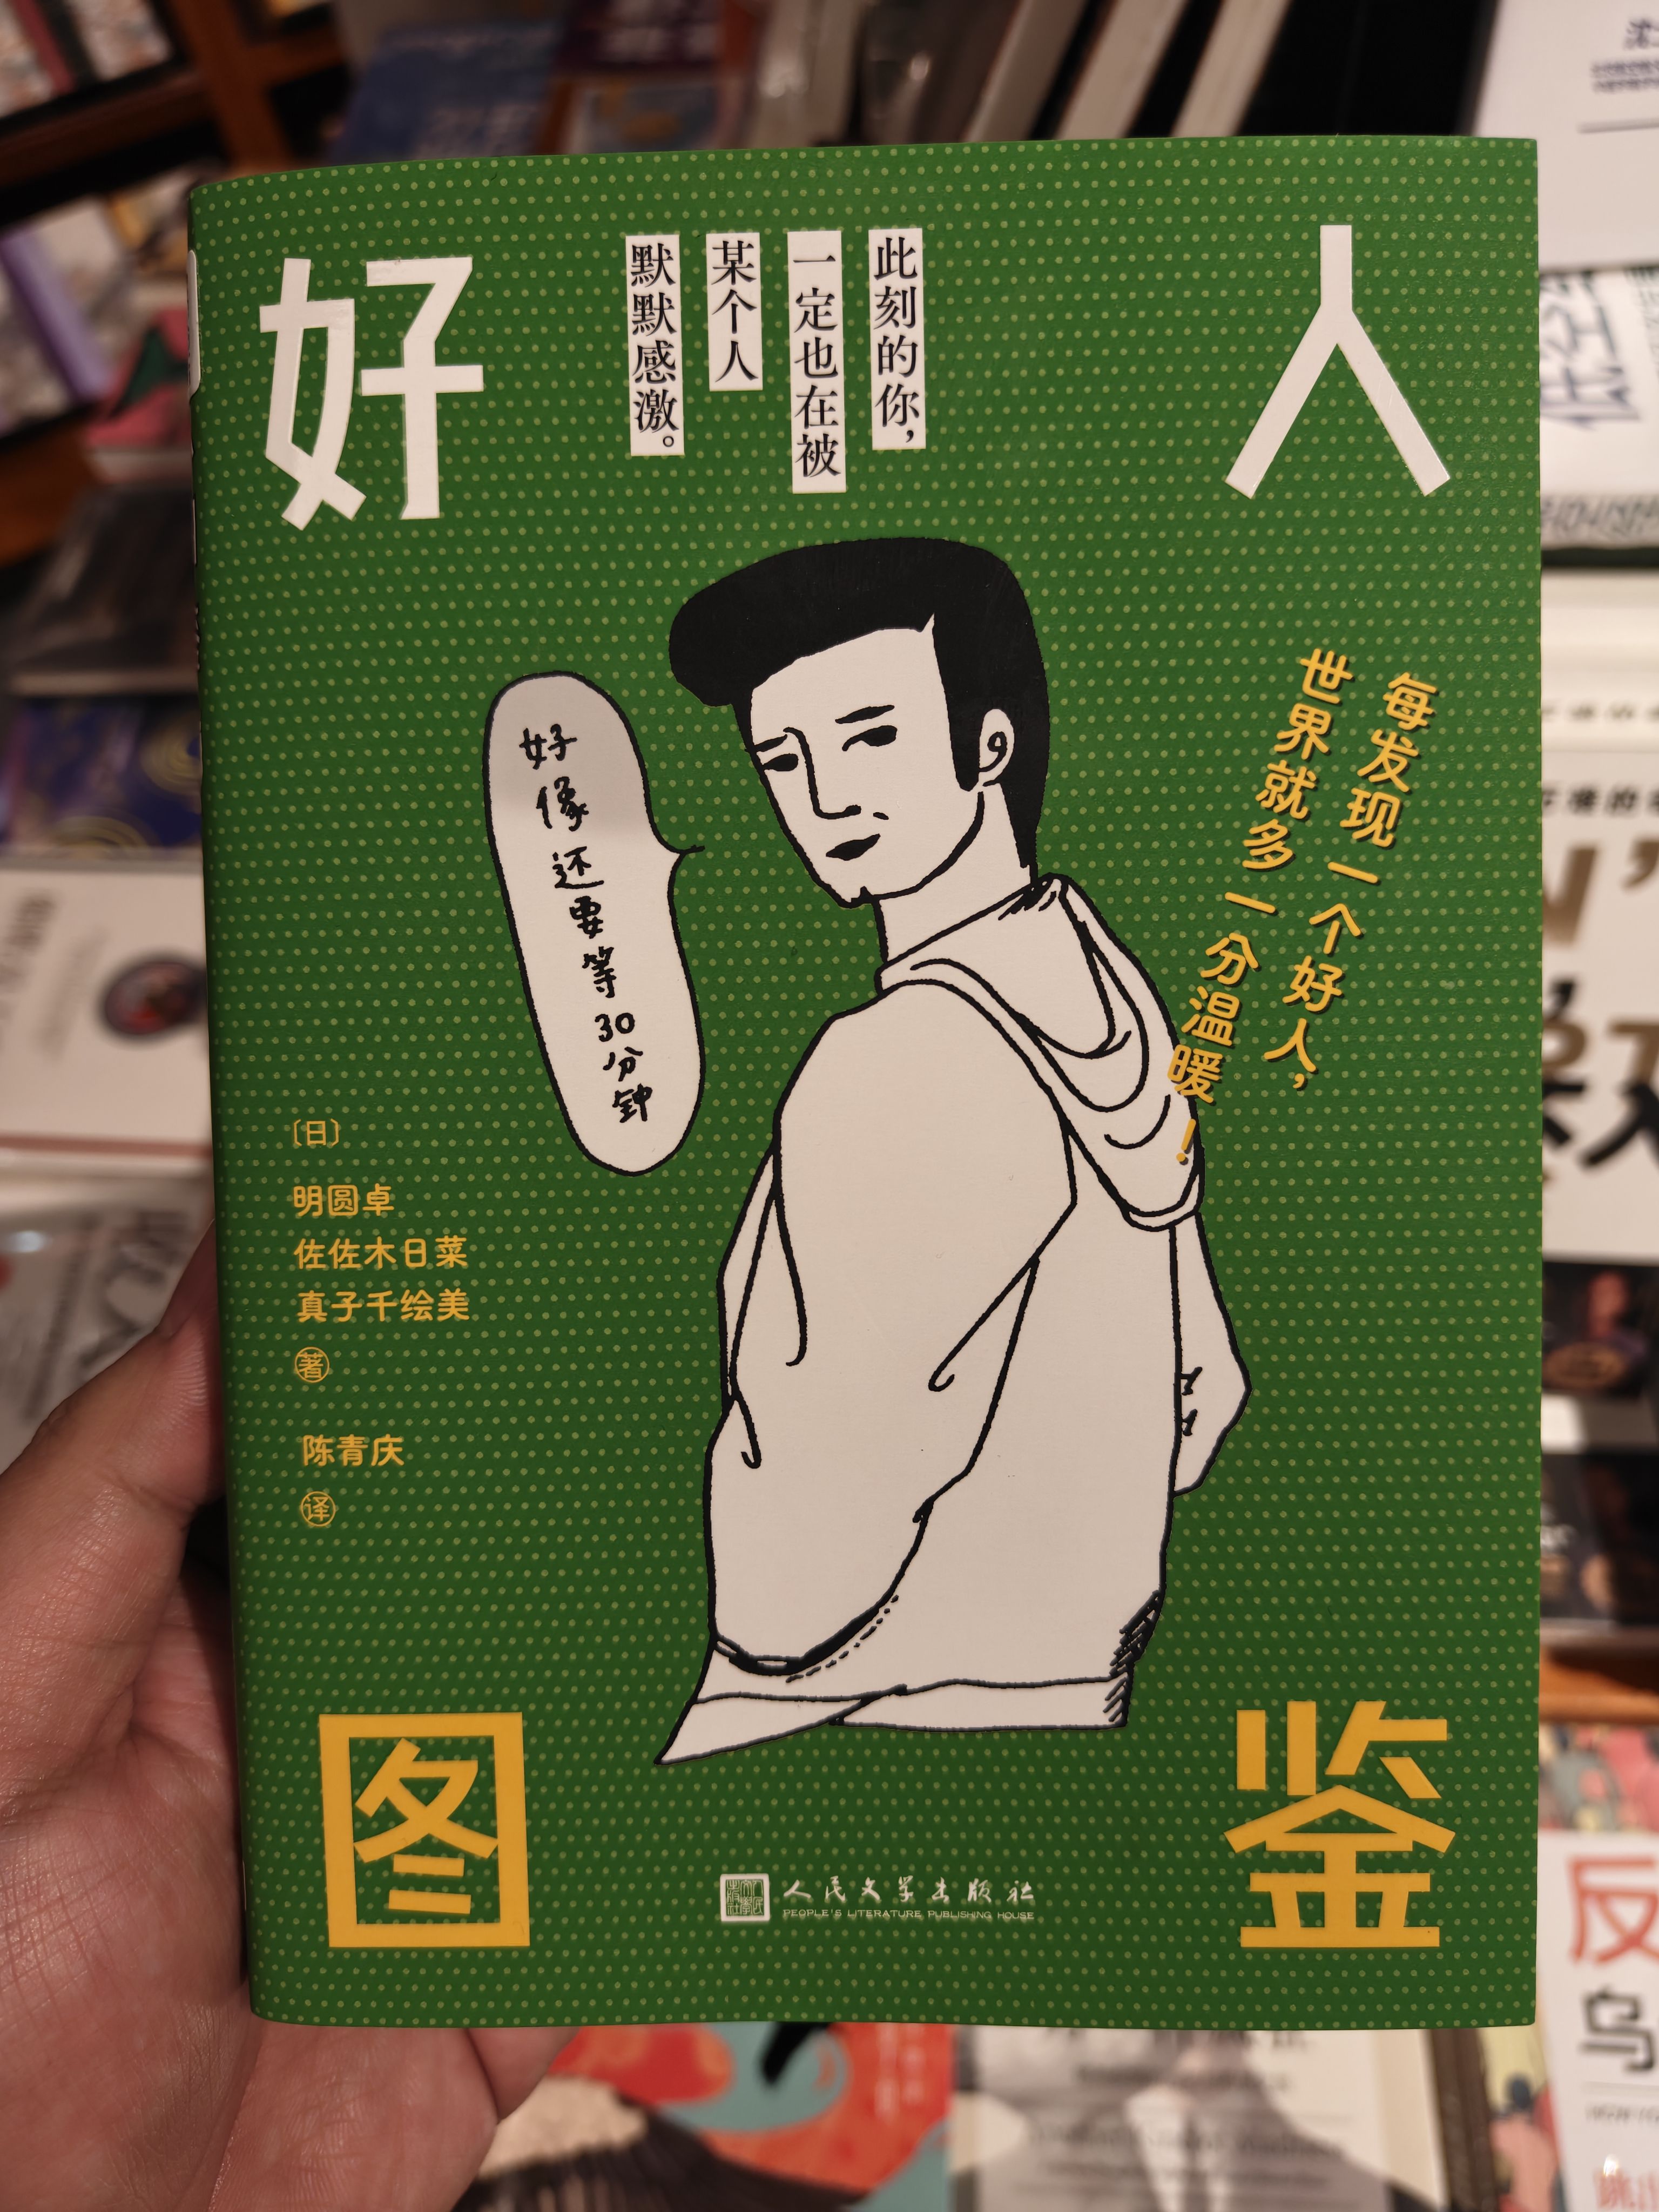 好人
图鉴
此刻的你，
一定也在被
某个人
默默感激。
每发现一个好人，
世界就多一分温暖！
好像还要等30分钟
〔日〕
明圆卓
佐佐木日菜
真子千绘美
著
陈青庆
译
人民文学出版社
PEOPLE'S LITERATURE PUBLISHING HOUSE
反
乌